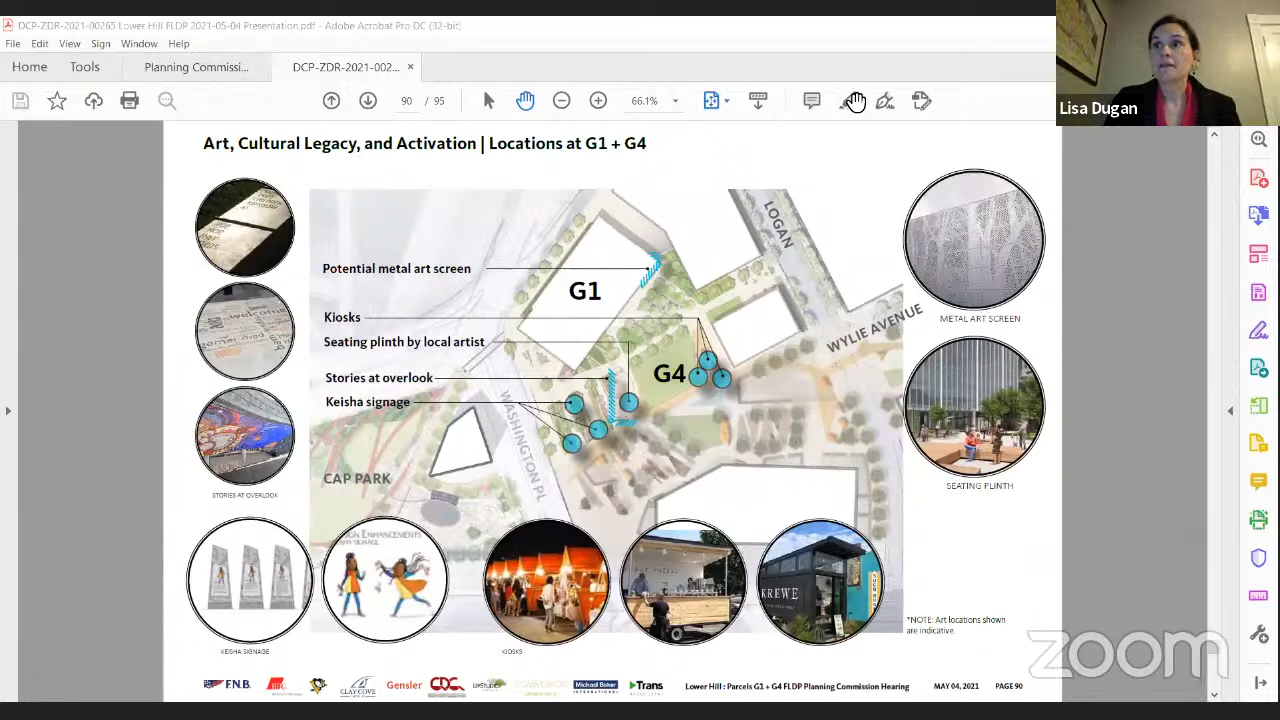 DCP-ZDR-2021-00265 Lower Hill FLDP 2021-05-04 Presentation.pdf - Adobe Acrobat Pro DC (32-bit)
File Edit View Sign Window Help
Home Tools Planning Commissi... DCP-ZDR-2021-002... ×
90 / 95 66.1%
Lisa Dugan
Art, Cultural Legacy, and Activation | Locations at G1 + G4
LOGAN
Potential metal art screen
G1
Kiosks
METAL ART SCREEN
WYLIE AVENUE
Seating plinth by local artist
Stories at overlook
G4
Keisha signage
WASHINGTON PL
CAP PARK
STORIES AT OVERLOOK
SEATING PLINTH
welcome
KREWE
KEISHA SIGNAGE
KIOSKS
*NOTE: Art locations shown
are indicative.
zoom
F.N.B. CLAY COVE Gensler CDC Michael Baker INTERNATIONAL Trans Lower Hill : Parcels G1 + G4 FLDP Planning Commission Hearing MAY 04, 2021 PAGE 90